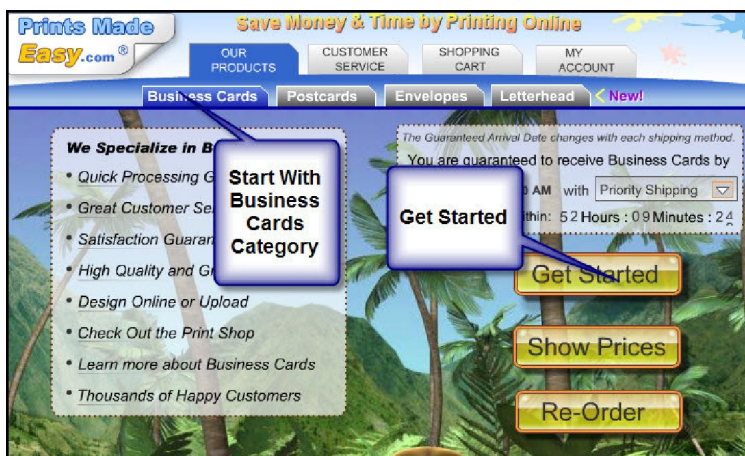 Prints Made
Easy.com®
Save Money & Time by Printing Online
OUR
PRODUCTS
CUSTOMER
SERVICE
SHOPPING
CART
MY
ACCOUNT
Business Cards
Postcards
Envelopes
Letterhead
< New!
We Specialize in B
• Quick Processing G
• Great Customer Se
• Satisfaction Guaran
• High Quality and Gr
• Design Online or Upload
• Check Out the Print Shop
• Learn more about Business Cards
• Thousands of Happy Customers
Start With
Business
Cards
Category
The Guaranteed Arrival Date changes with each shipping method.
You are guaranteed to receive Business Cards by
AM with Priority Shipping
52 Hours : 09 Minutes : 24
Get Started
Get Started
Show Prices
Re-Order